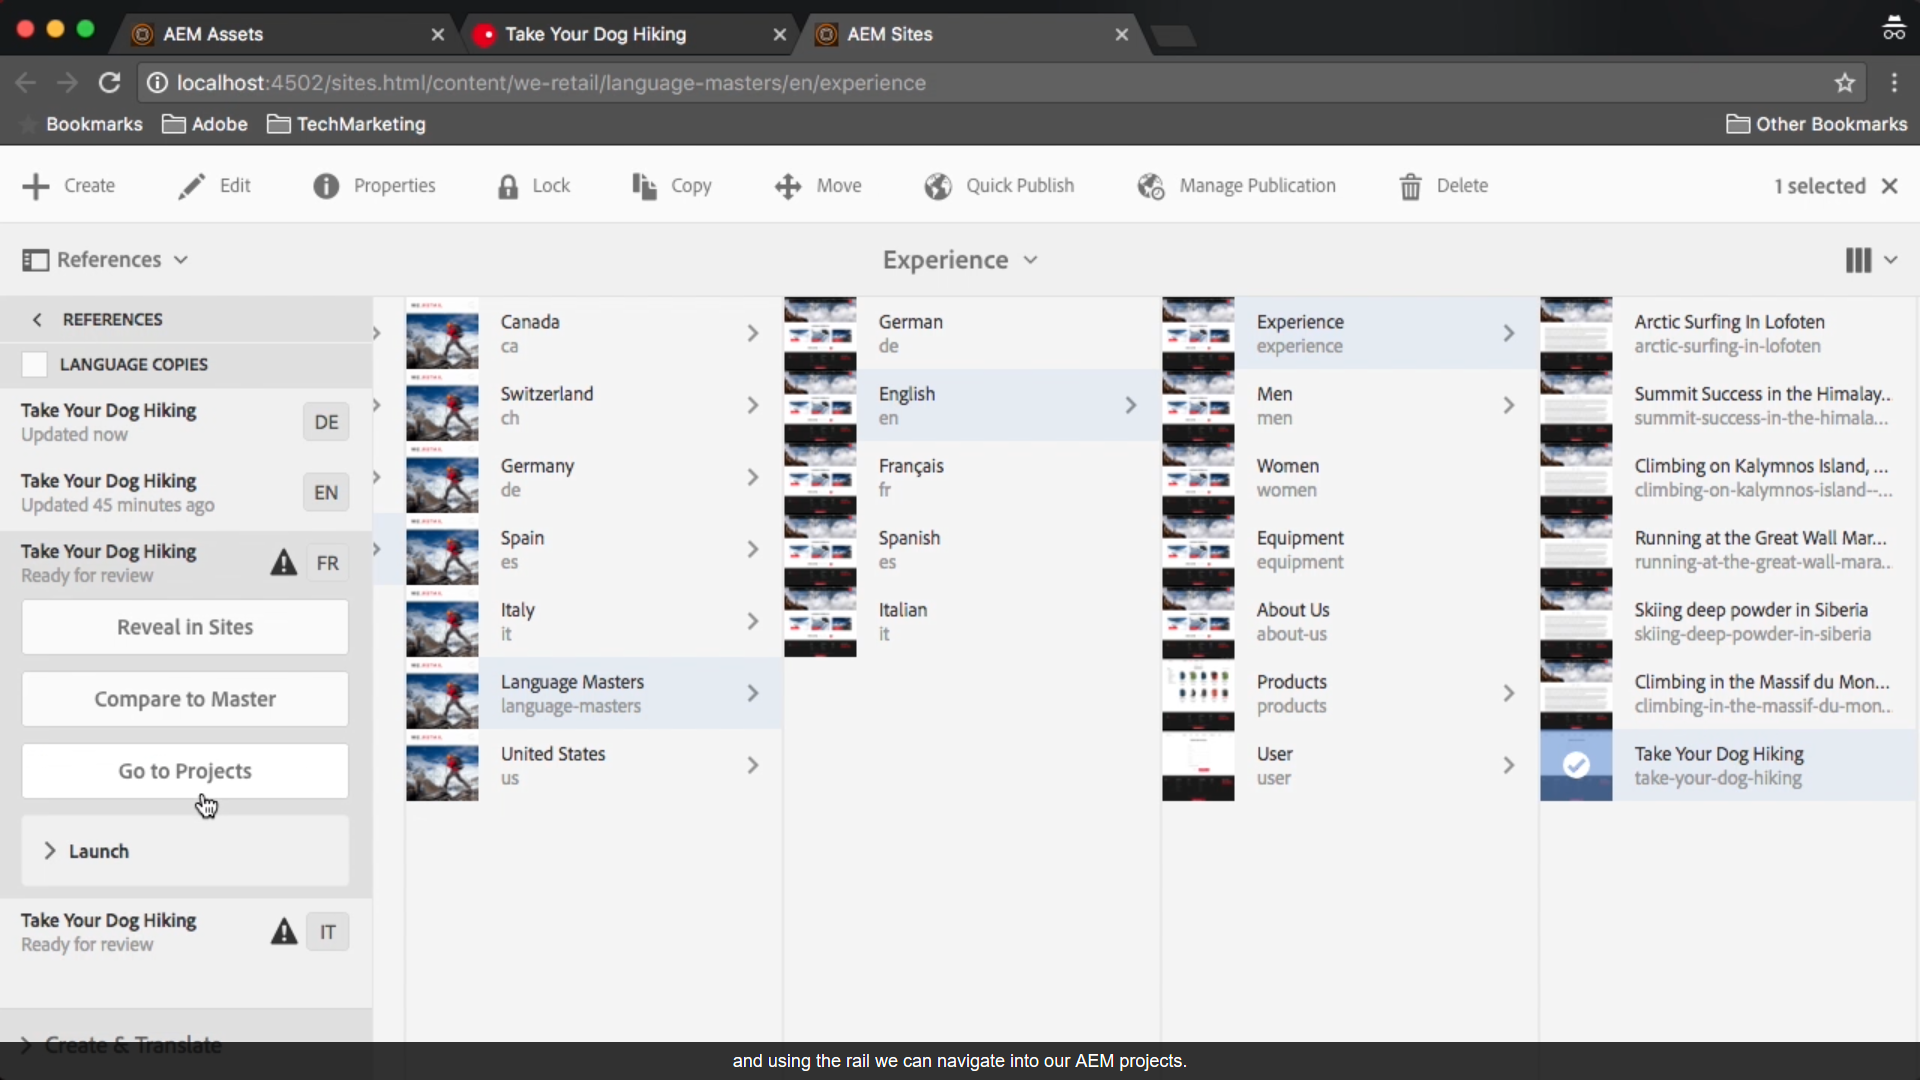 AEM Assets
Take Your Dog Hiking
AEM Sites
localhost:4502/sites.html/content/we-retail/language-masters/en/experience
Bookmarks
Adobe
TechMarketing
Other Bookmarks
Create
Edit
Properties
Lock
Copy
Move
Quick Publish
Manage Publication
Delete
1 selected
References
Experience
REFERENCES
LANGUAGE COPIES
Take Your Dog Hiking
Updated now
DE
Take Your Dog Hiking
Updated 45 minutes ago
EN
Take Your Dog Hiking
Ready for review
FR
Reveal in Sites
Compare to Master
Go to Projects
Launch
Take Your Dog Hiking
Ready for review
IT
Create & Translate
Canada
ca
Switzerland
ch
Germany
de
Spain
es
Italy
it
Language Masters
language-masters
United States
us
German
de
English
en
Français
fr
Spanish
es
Italian
it
Experience
experience
Men
men
Women
women
Equipment
equipment
About Us
about-us
Products
products
User
user
Arctic Surfing In Lofoten
arctic-surfing-in-lofoten
Summit Success in the Himalay...
summit-success-in-the-himala...
Climbing on Kalymnos Island, ...
climbing-on-kalymnos-island--...
Running at the Great Wall Mar...
running-at-the-great-wall-mara...
Skiing deep powder in Siberia
skiing-deep-powder-in-siberia
Climbing in the Massif du Mon...
climbing-in-the-massif-du-mon...
Take Your Dog Hiking
take-your-dog-hiking
and using the rail we can navigate into our AEM projects.